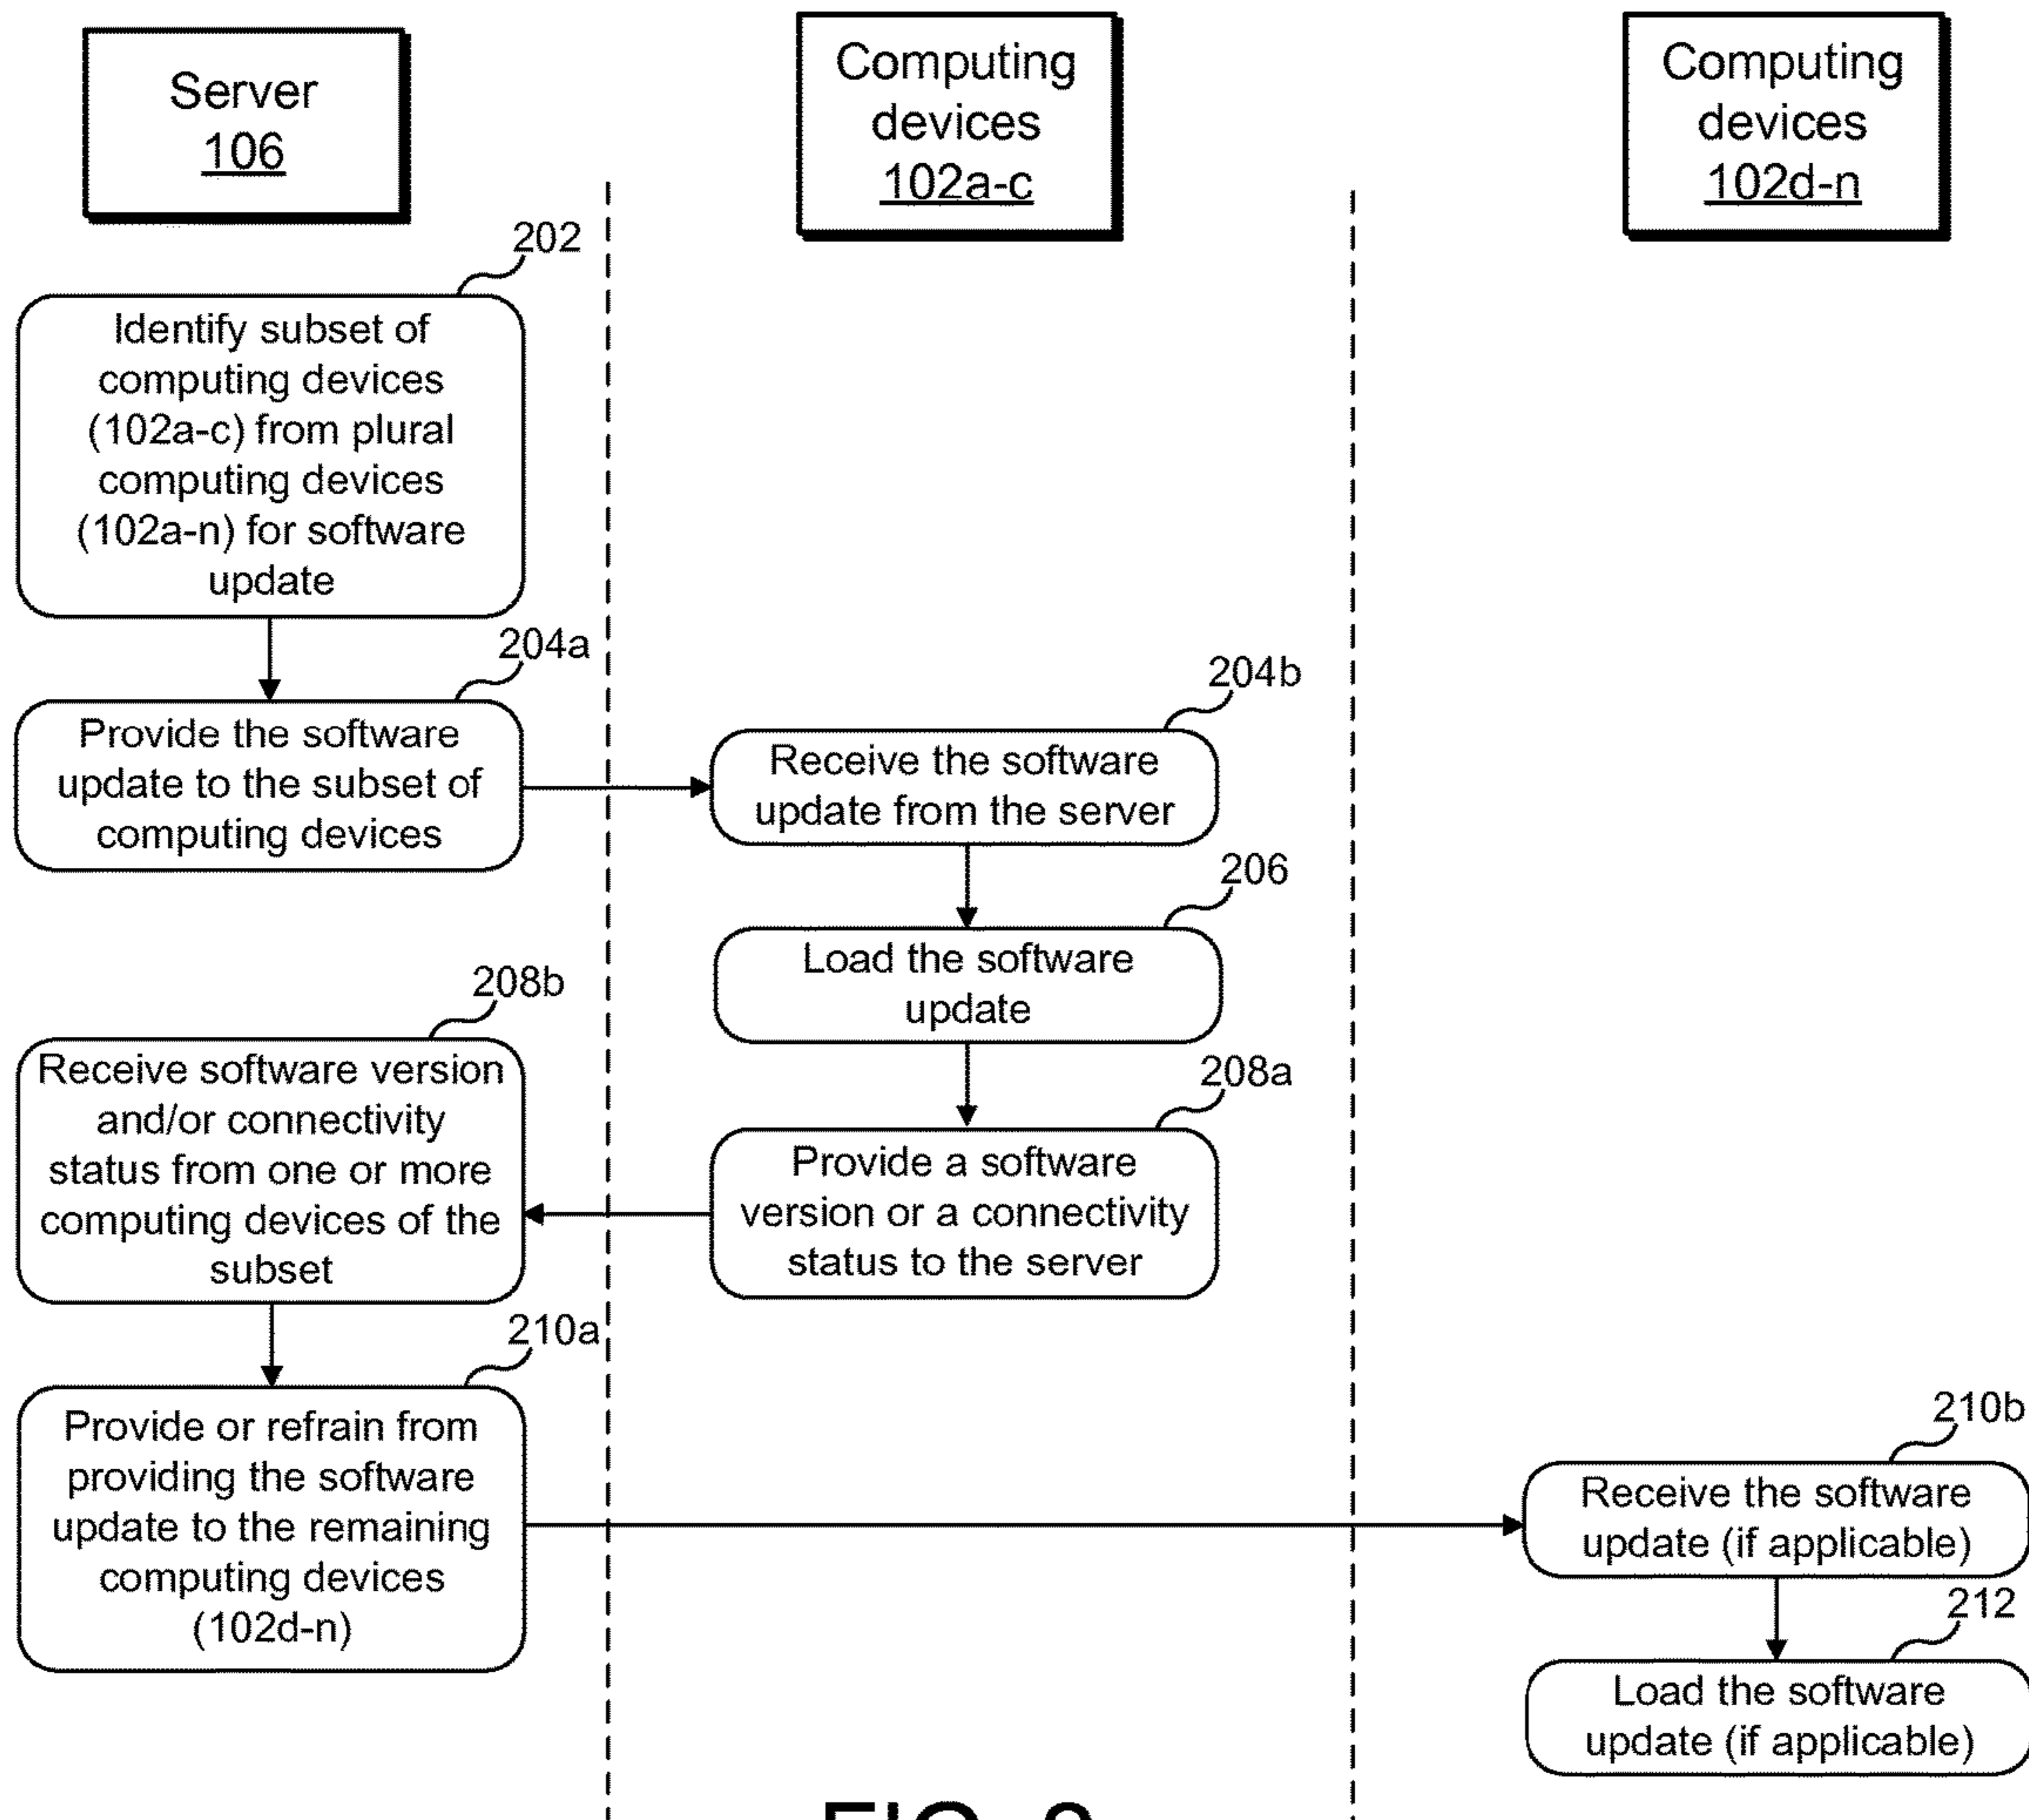 Server
106
Computing
devices
102a-c
Computing
devices
102d-n
202
Identify subset of
computing devices
(102a-c) from plural
computing devices
(102a-n) for software
update
204a
Provide the software
update to the subset of
computing devices
204b
Receive the software
update from the server
206
Load the software
update
208a
Provide a software
version or a connectivity
status to the server
208b
Receive software version
and/or connectivity
status from one or more
computing devices of the
subset
210a
Provide or refrain from
providing the software
update to the remaining
computing devices
(102d-n)
210b
Receive the software
update (if applicable)
212
Load the software
update (if applicable)
FIG.